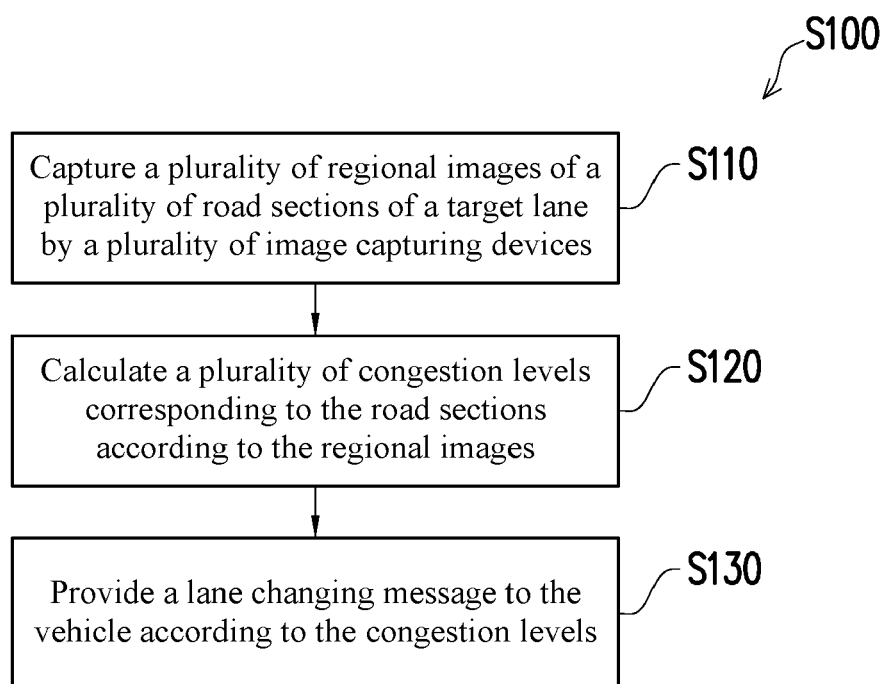 S100
Capture a plurality of regional images of a
plurality of road sections of a target lane
by a plurality of image capturing devices
S110
Calculate a plurality of congestion levels
corresponding to the road sections
according to the regional images
S120
Provide a lane changing message to the
vehicle according to the congestion levels
S130